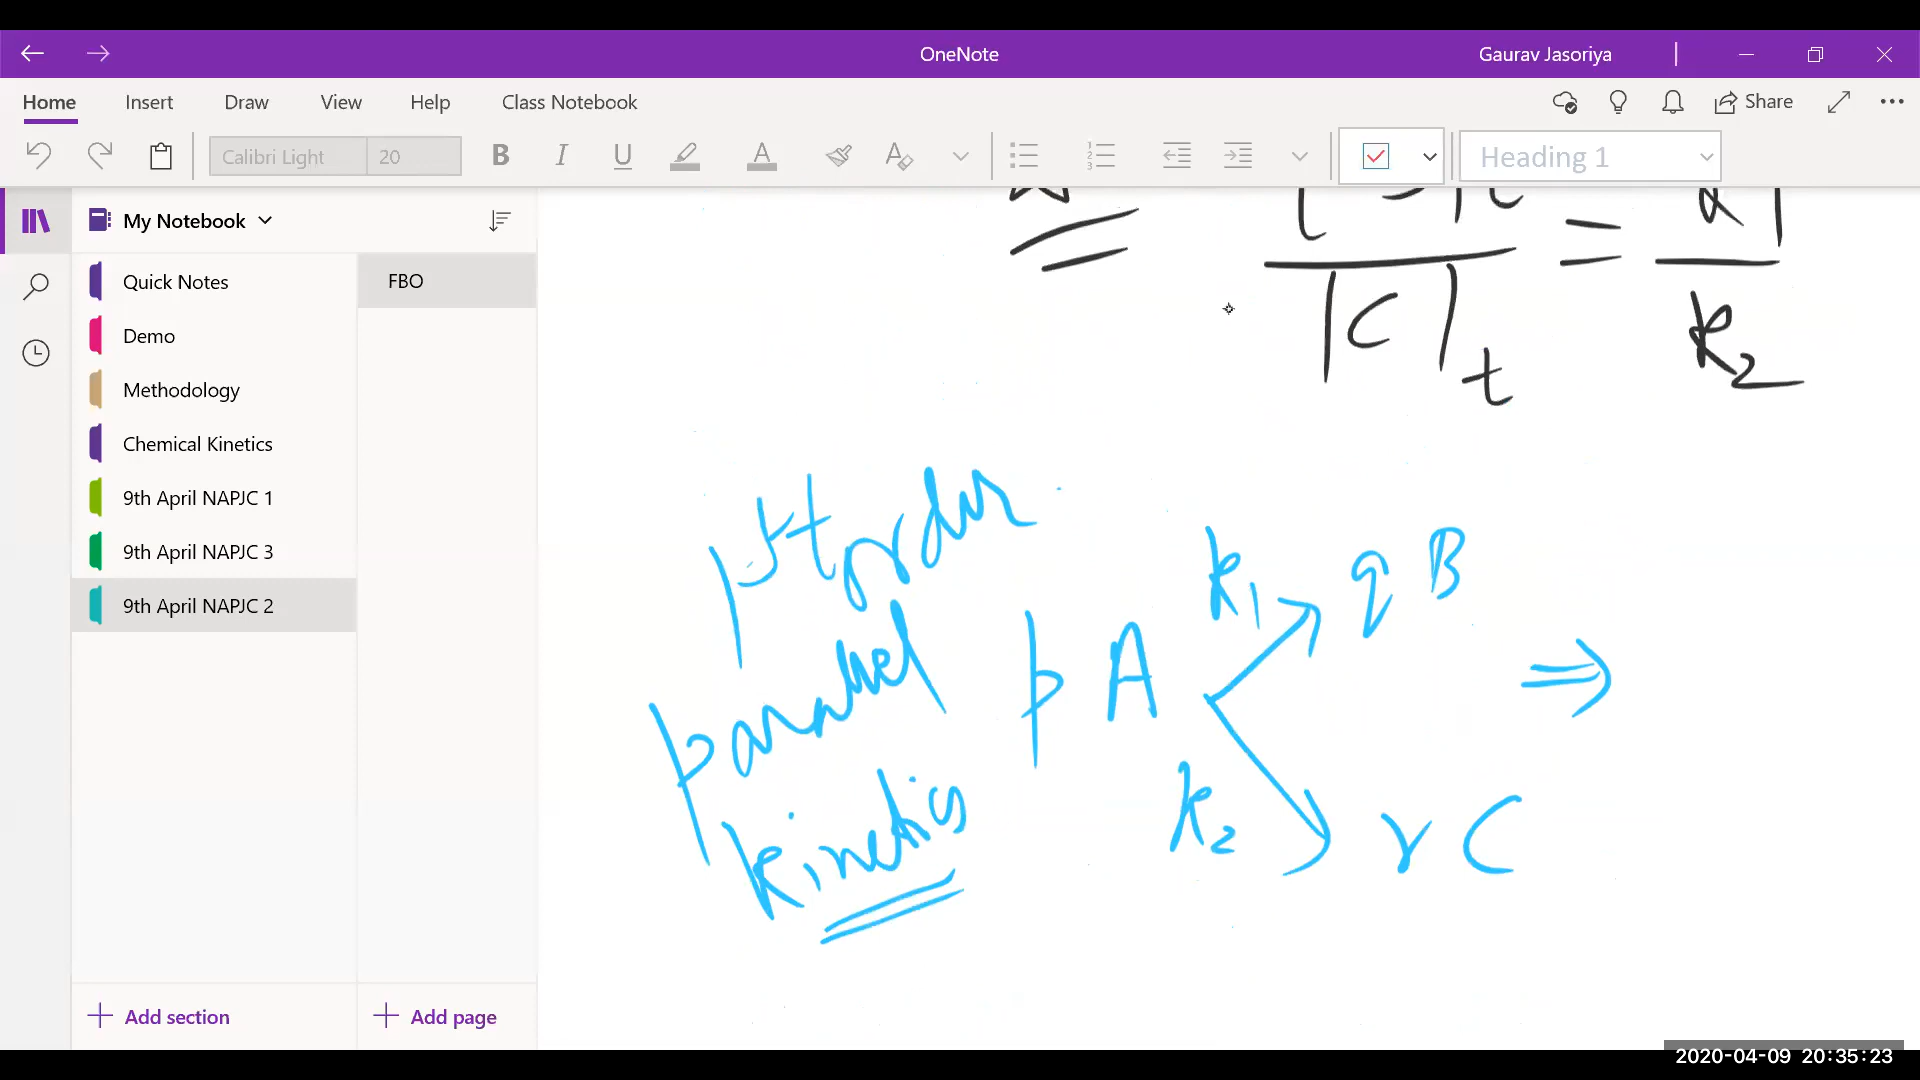 OneNote
Gaurav Jasoriya
Home Insert Draw View Help Class Notebook
Share
Calibri Light 20
B I U
Heading 1
My Notebook
Quick Notes
FBO
Demo
Methodology
Chemical Kinetics
9th April NAPJC 1
9th April NAPJC 3
9th April NAPJC 2
Add section
Add page
=
[C]t k2
order
parallel
kinetics
p A
k1 q B
k2 r C
⇒
2020-04-09 20:35:23